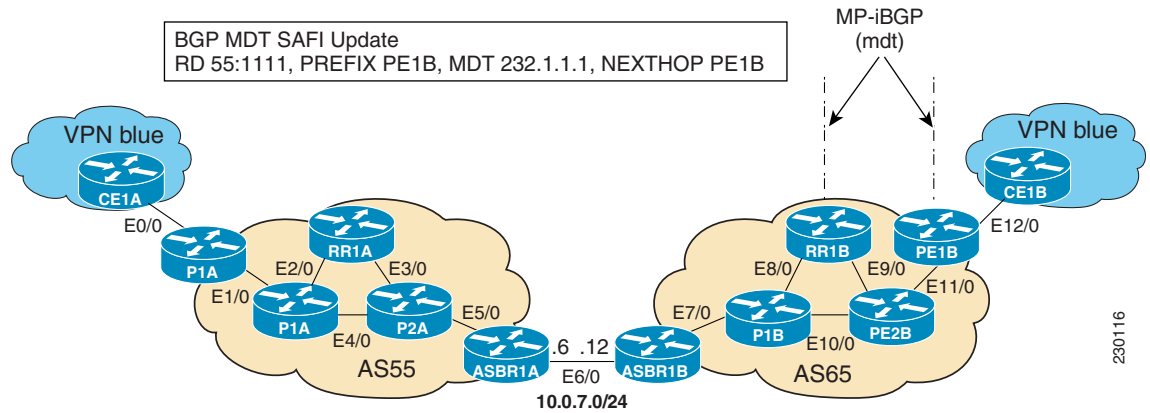 MP-iBGP
(mdt)
BGP MDT SAFI Update
RD 55:1111, PREFIX PE1B, MDT 232.1.1.1, NEXTHOP PE1B
VPN blue
CE1A
E0/0
P1A
E1/0
RR1A
E2/0
E3/0
P1A
P2A
E4/0
E5/0
AS55
ASBR1A
.6
.12
E6/0
10.0.7.0/24
ASBR1B
VPN blue
CE1B
E12/0
RR1B
PE1B
E8/0
E9/0
E11/0
E7/0
P1B
PE2B
E10/0
AS65
230116